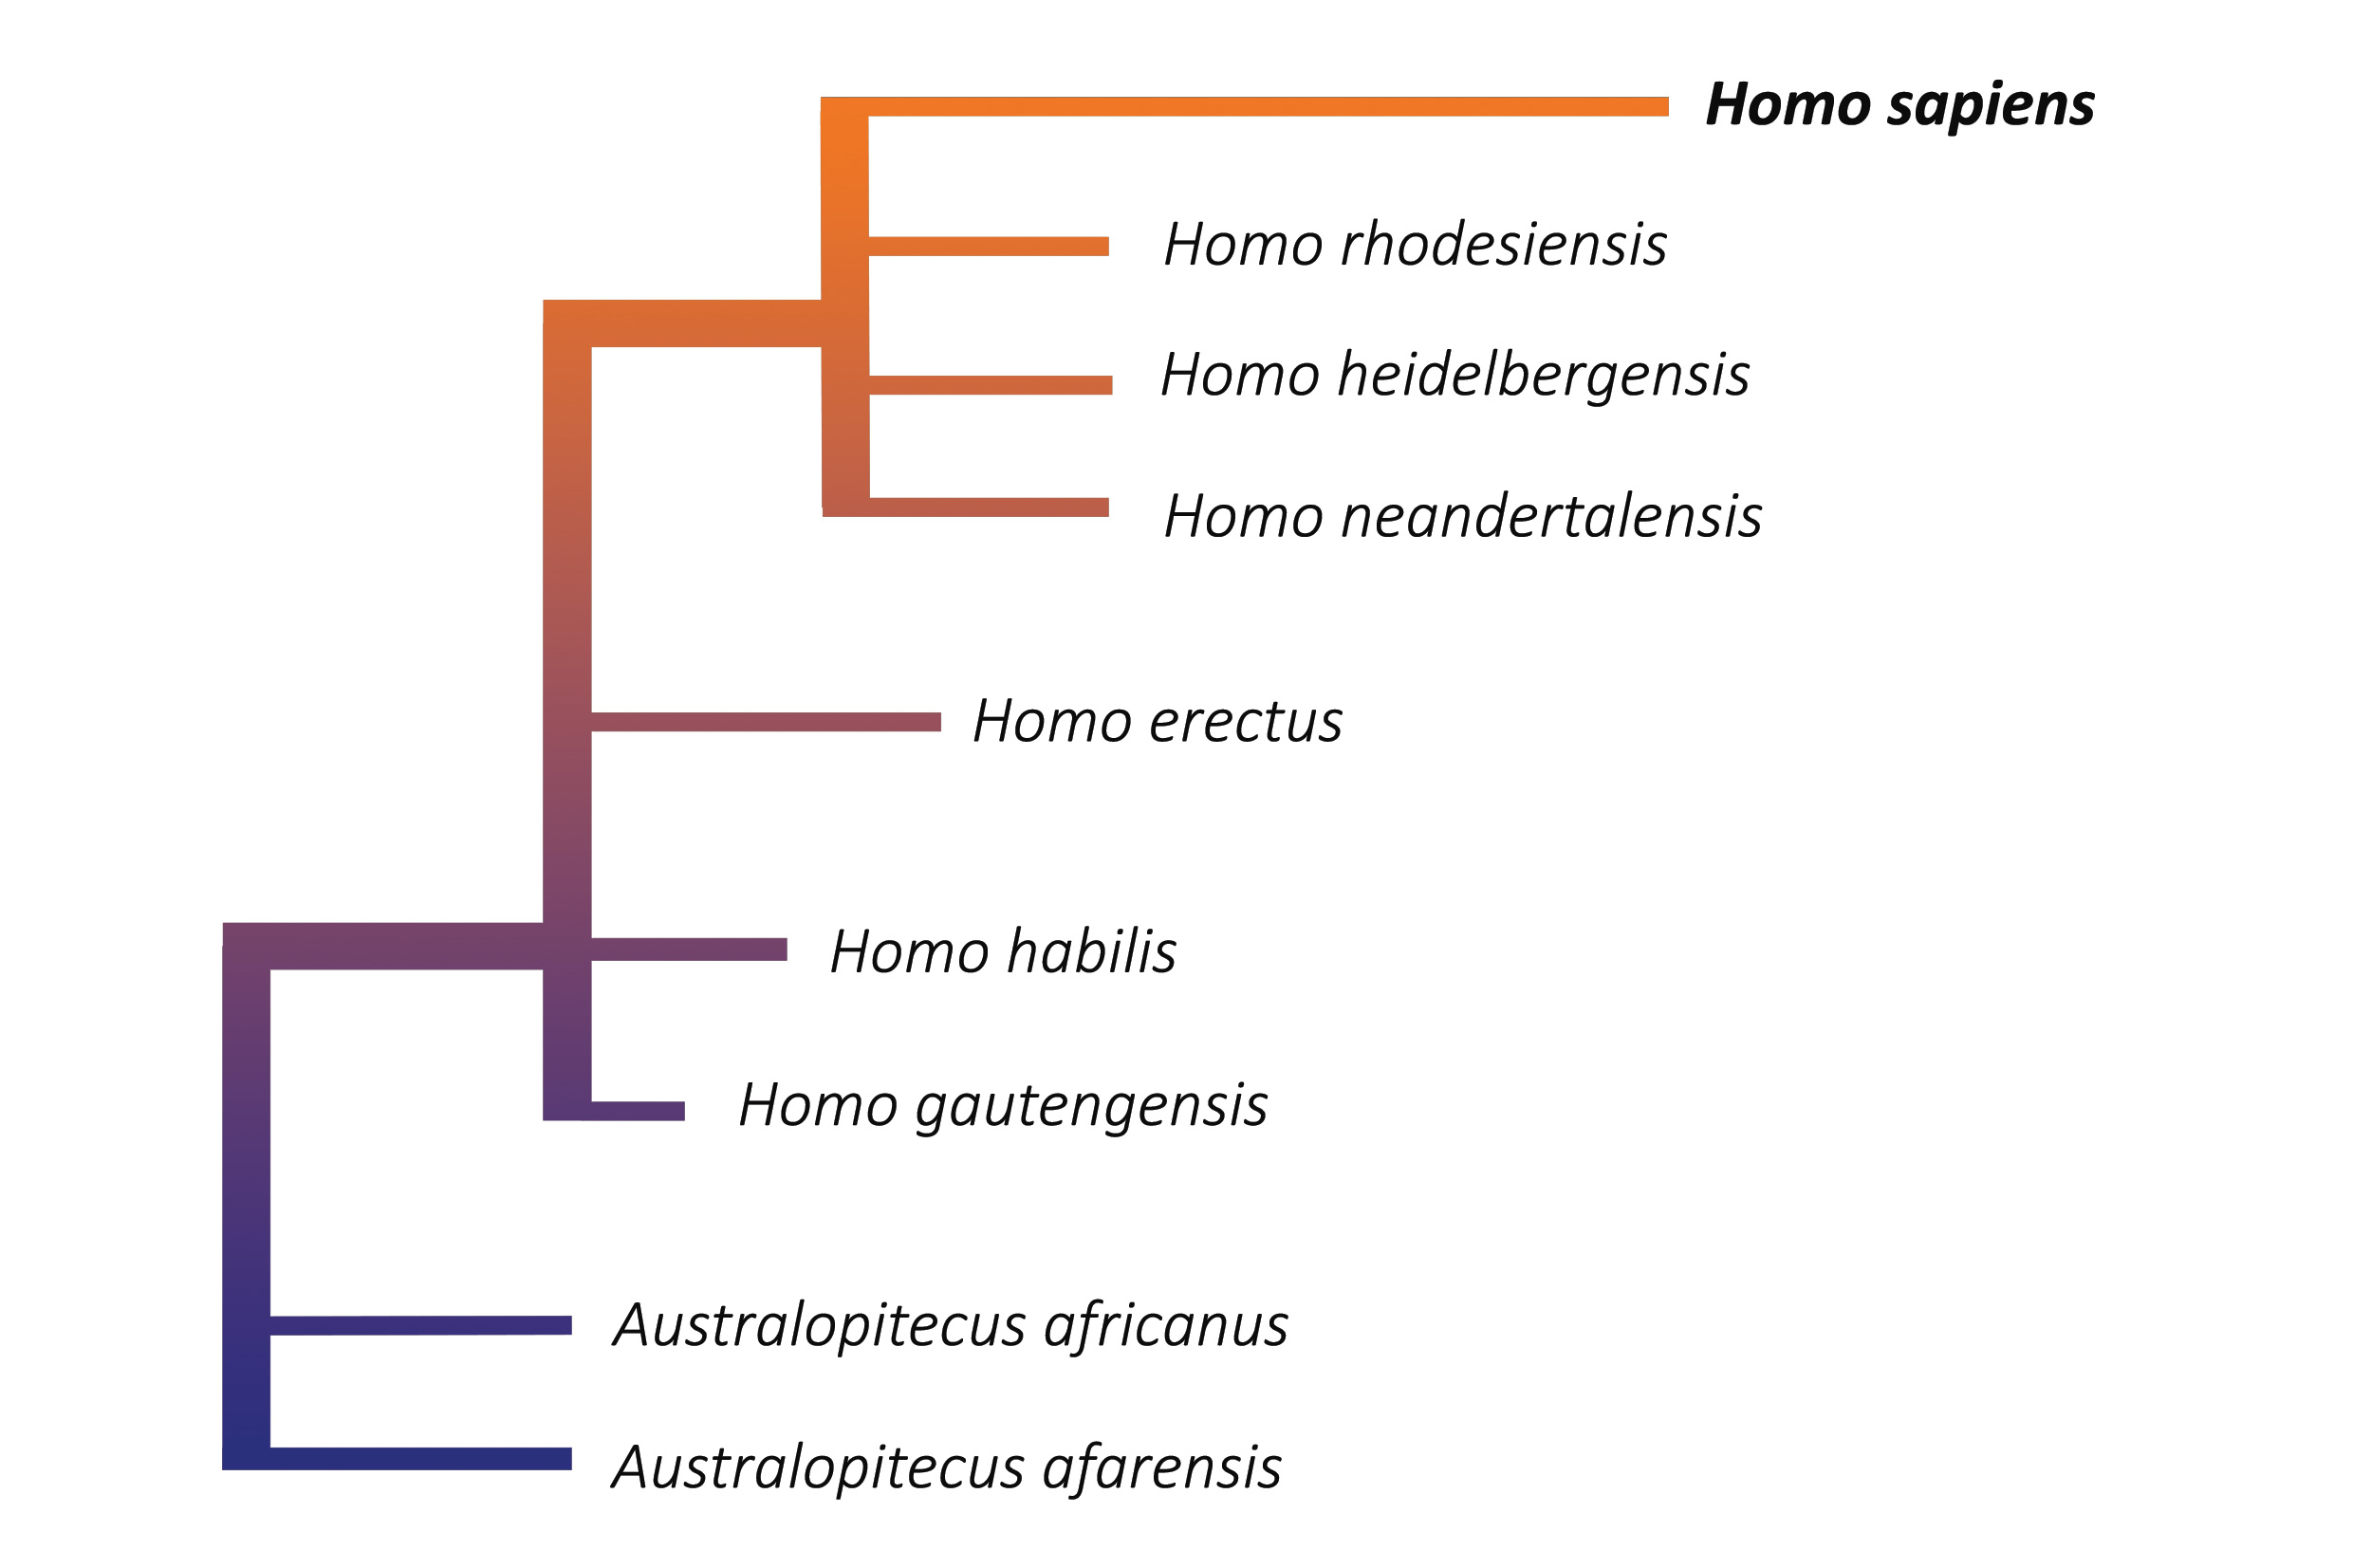 Homo sapiens
Homo rhodesiensis
Homo heidelbergensis
Homo neandertalensis
Homo erectus
Homo habilis
Homo gautengensis
Australopitecus africanus
Australopitecus afarensis